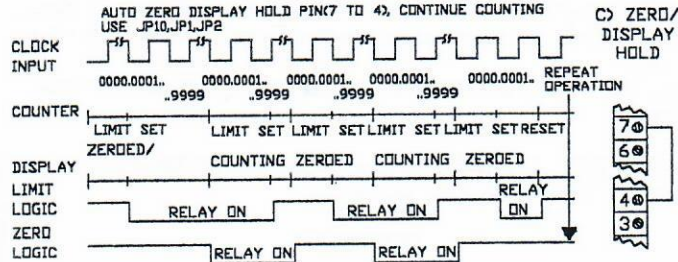 AUTO ZERO DISPLAY HOLD PIN(7 TO 4), CONTINUE COUNTING
USE JP10,JP1,JP2
C) ZERO/
DISPLAY
HOLD
CLOCK
INPUT
0000.0001.. 0000.0001.. 0000.0001.. 0000.0001.. 0000.0001.. REPEAT
OPERATION
..9999 ..9999 ..9999 ..9999
COUNTER
LIMIT SET LIMIT SET LIMIT SET LIMIT SET LIMIT SET RESET
ZEROED/ COUNTING ZEROED COUNTING ZEROED
DISPLAY
LIMIT
LOGIC RELAY ON RELAY ON RELAY
ON
ZERO
LOGIC RELAY ON RELAY ON
7
6
4
3